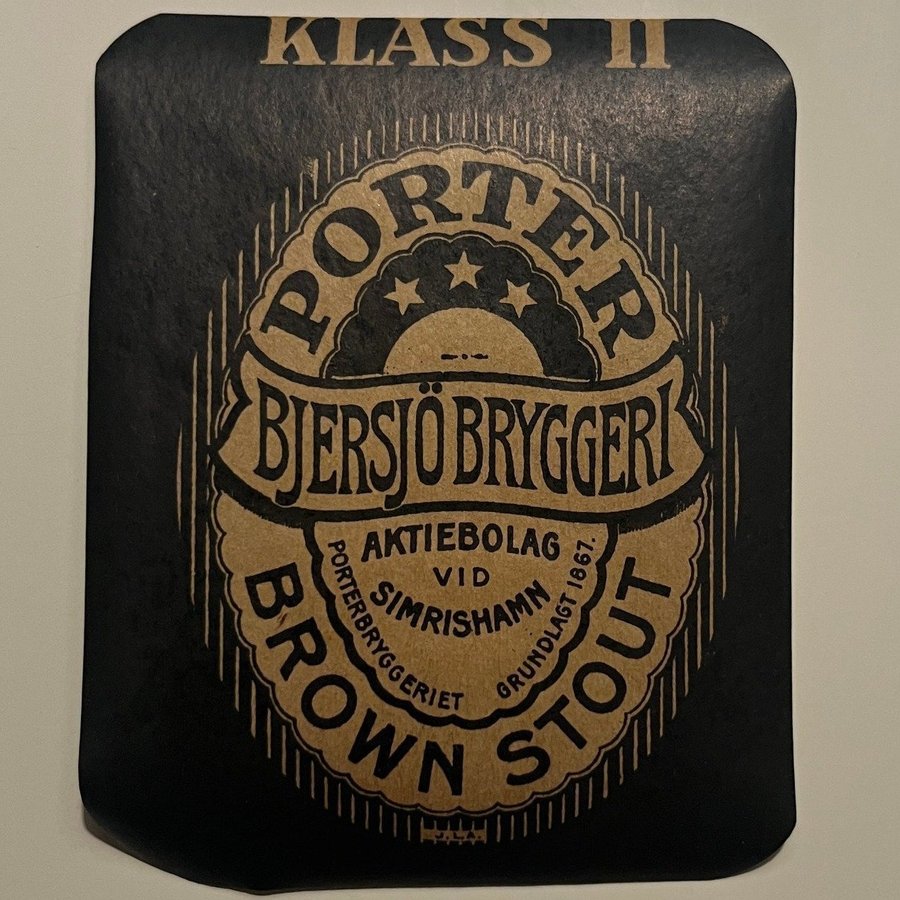 KLASS II
PORTER
BJERSJÖ BRYGGERI
AKTIEBOLAG
VID
SIMRISHAMN
PORTERBRYGGERIET GRUNDLAGT 1867.
BROWN STOUT
J.L.A.